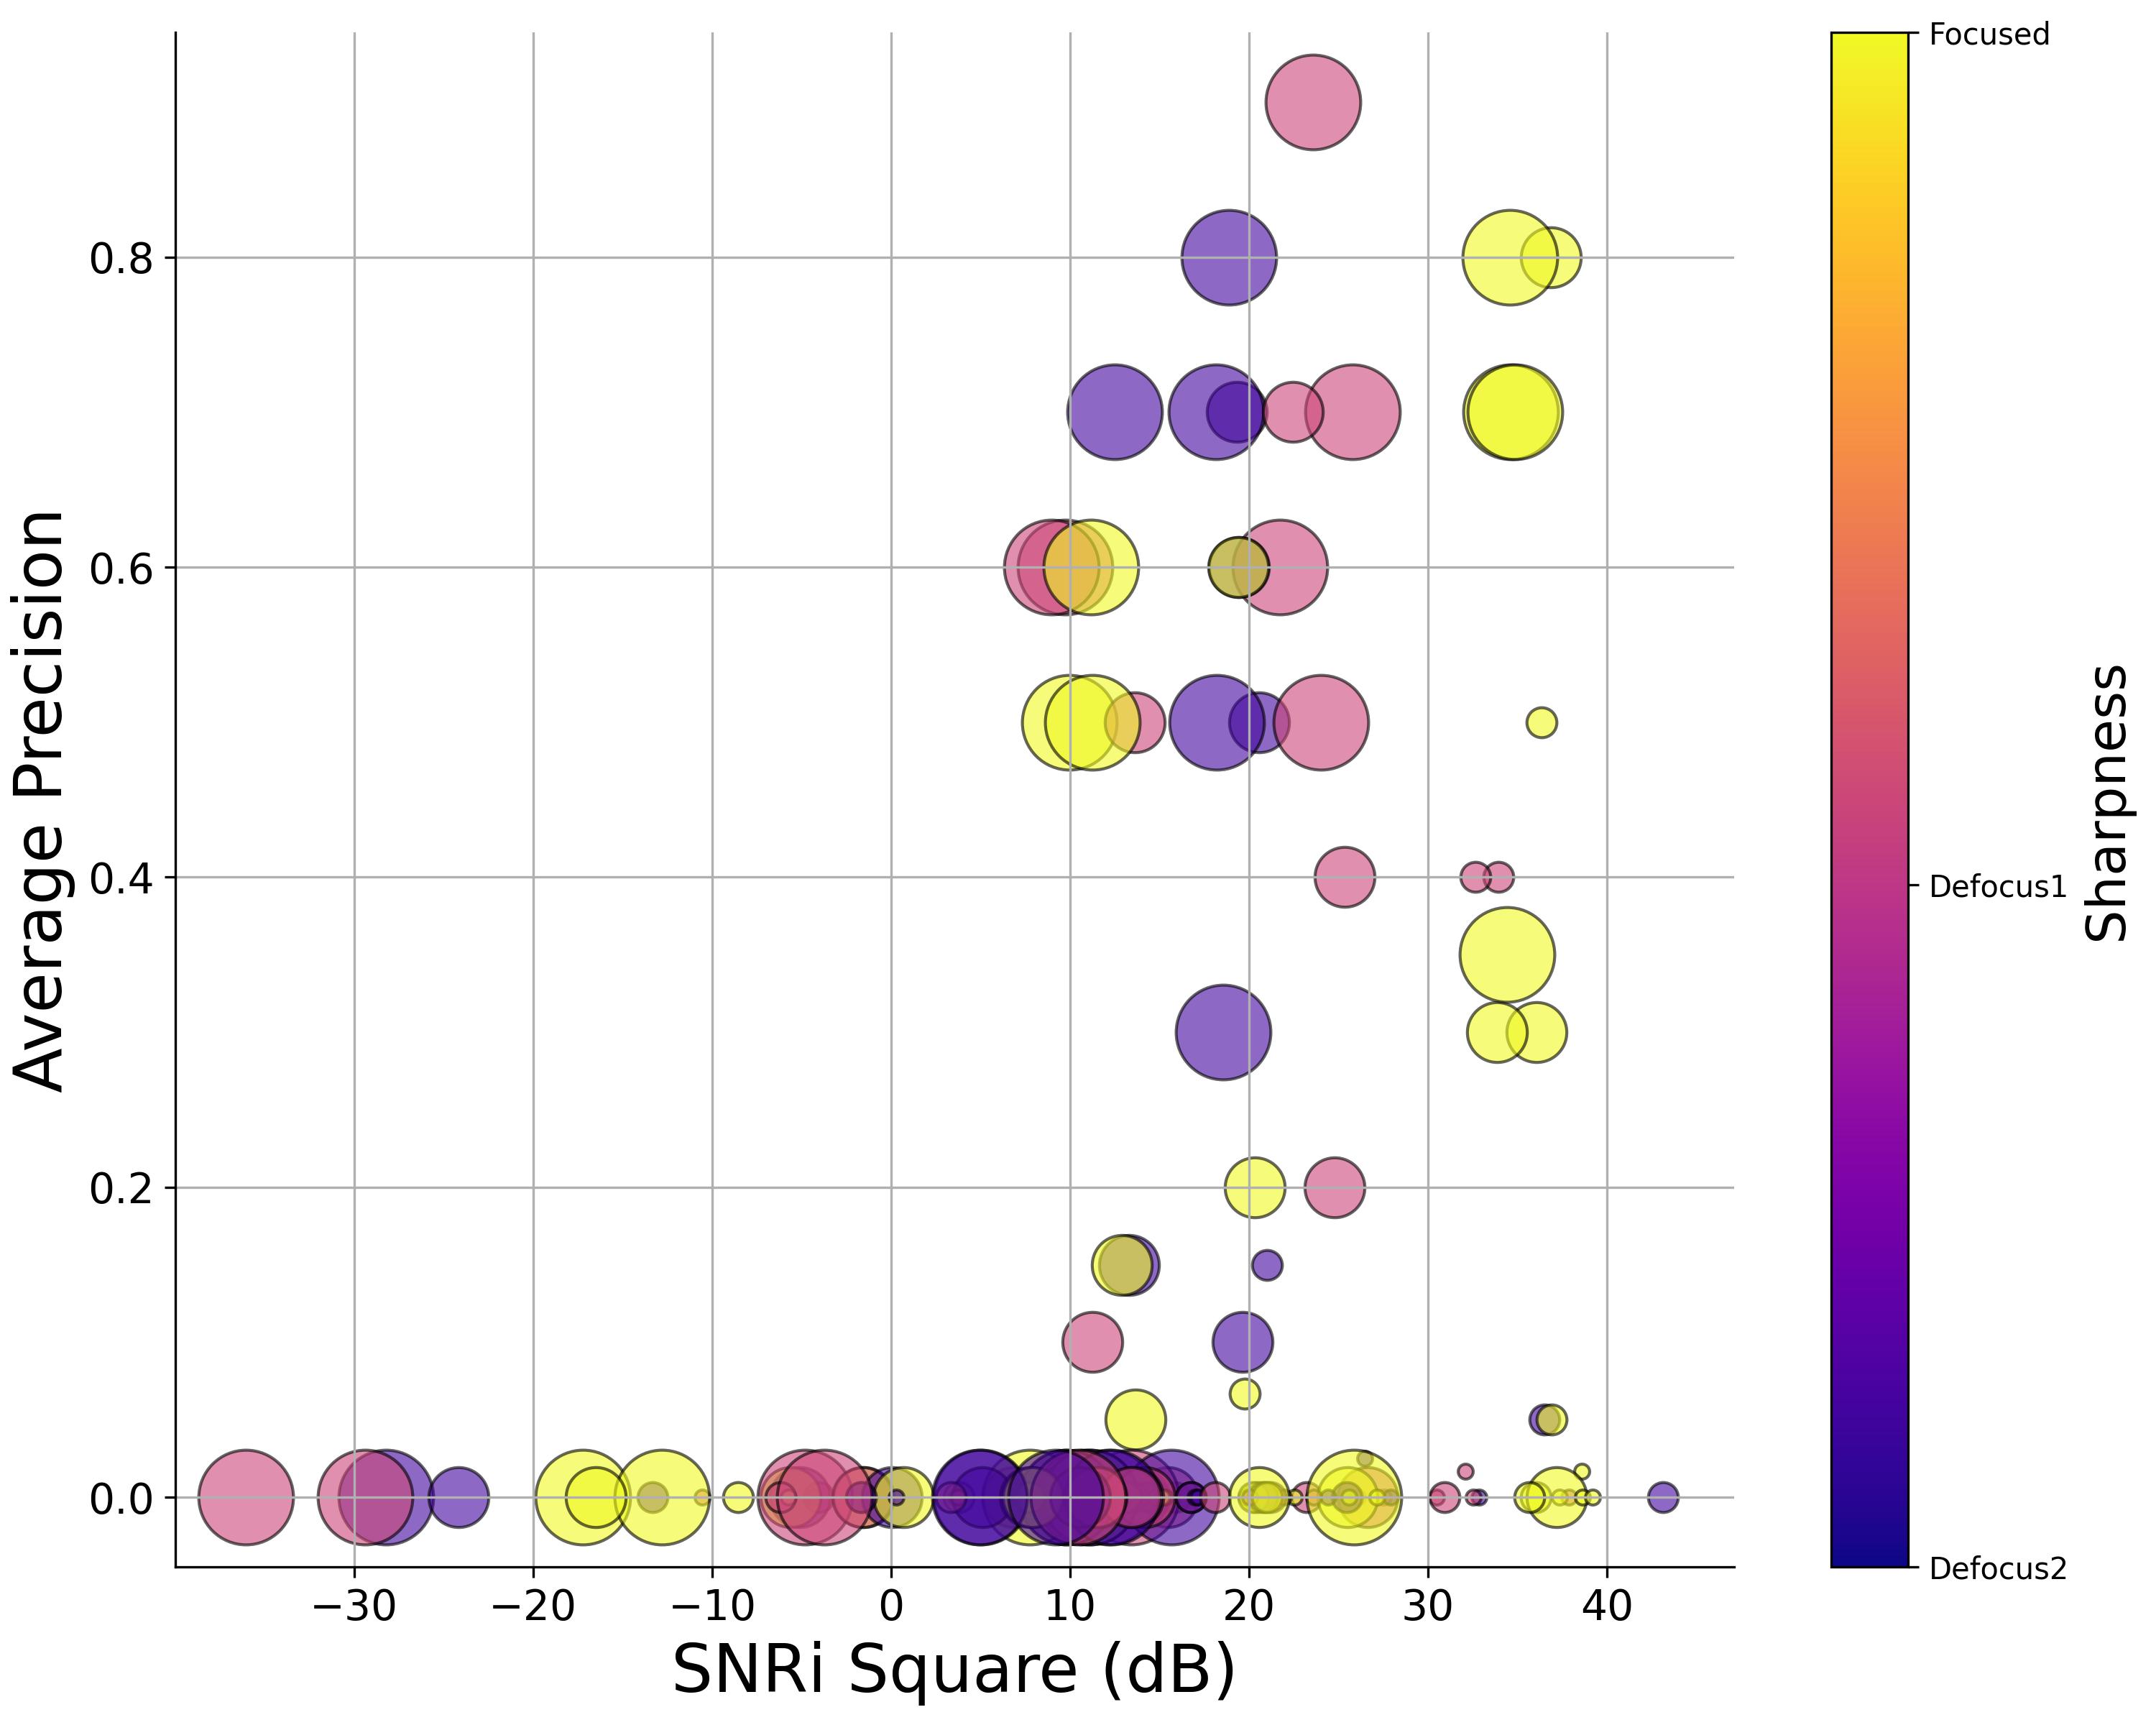 Average Precision
0.8
0.6
0.4
0.2
0.0
−30
−20
−10
0
10
20
30
40
SNRi Square (dB)
Focused
Defocus1
Defocus2
Sharpness